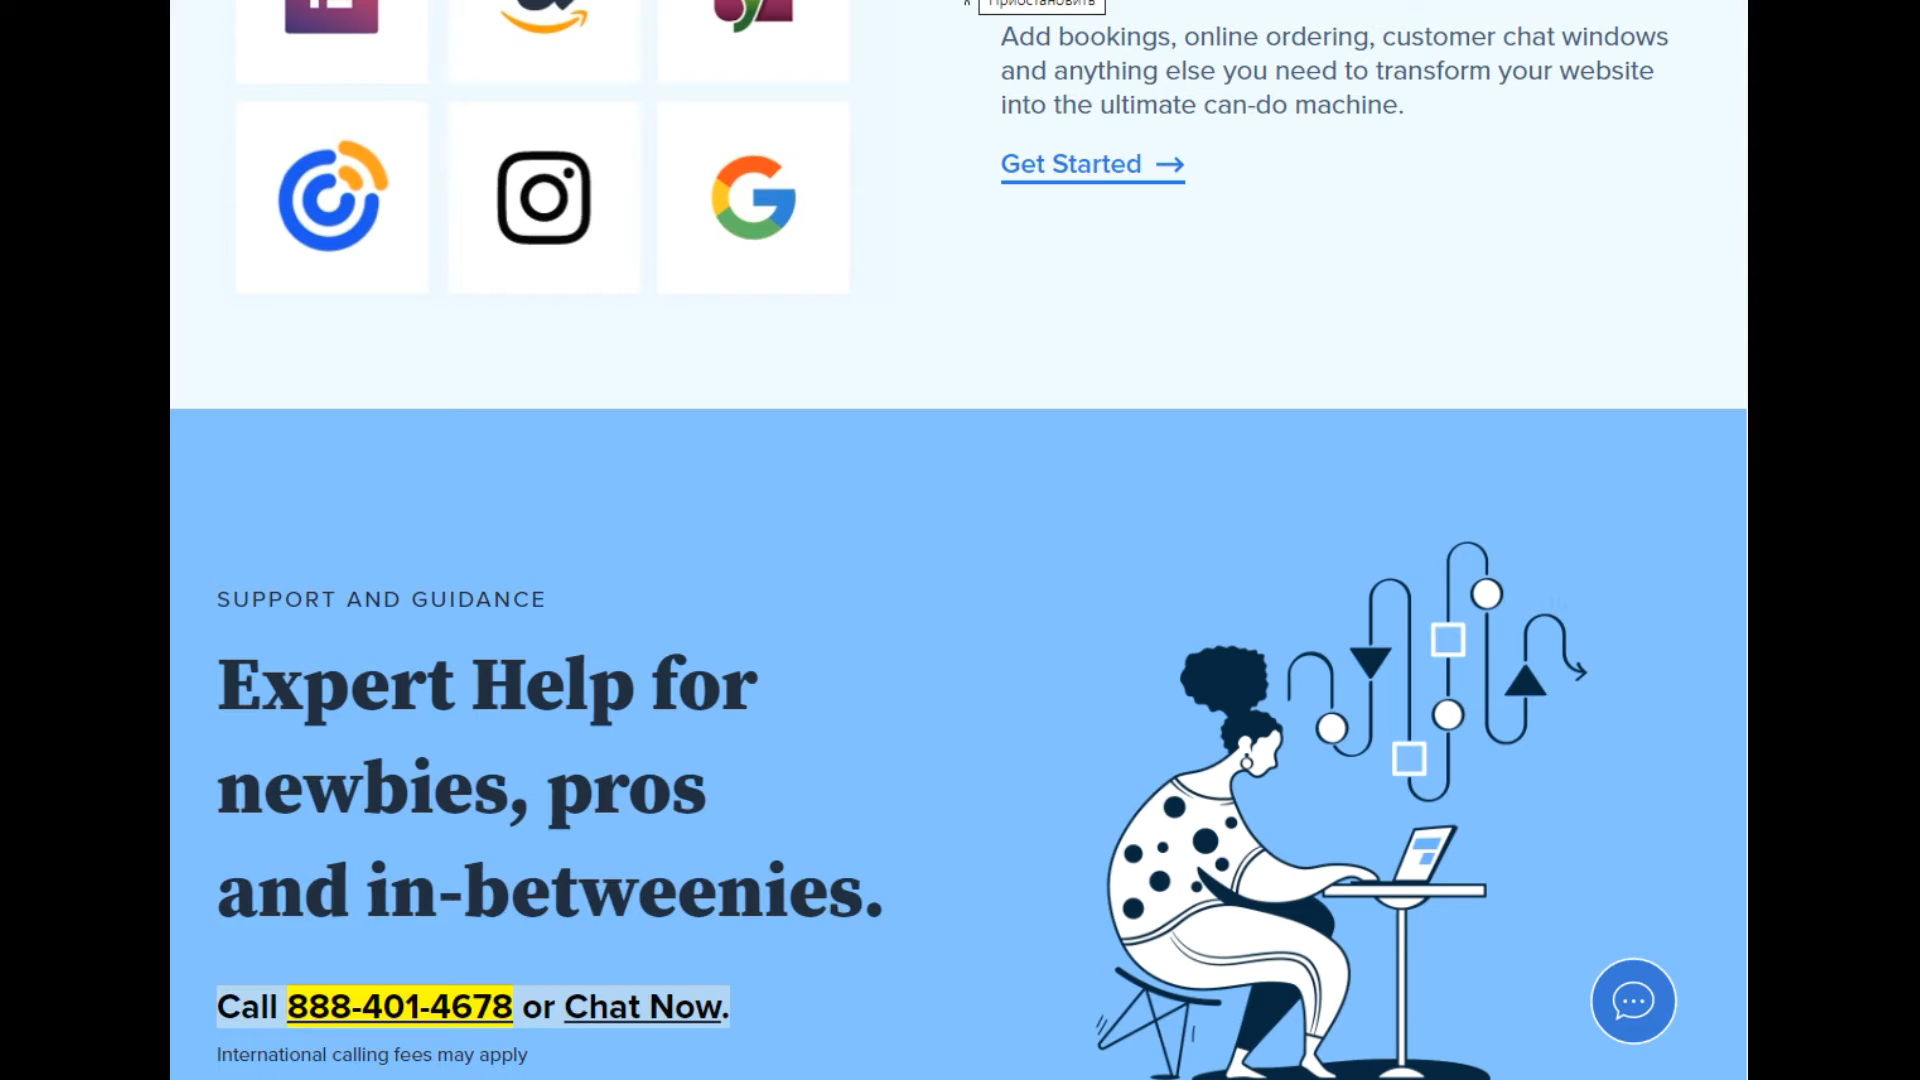 Приостановить
Add bookings, online ordering, customer chat windows
and anything else you need to transform your website
into the ultimate can-do machine.
Get Started →
SUPPORT AND GUIDANCE
Expert Help for
newbies, pros
and in-betweenies.
Call 888-401-4678 or Chat Now.
International calling fees may apply